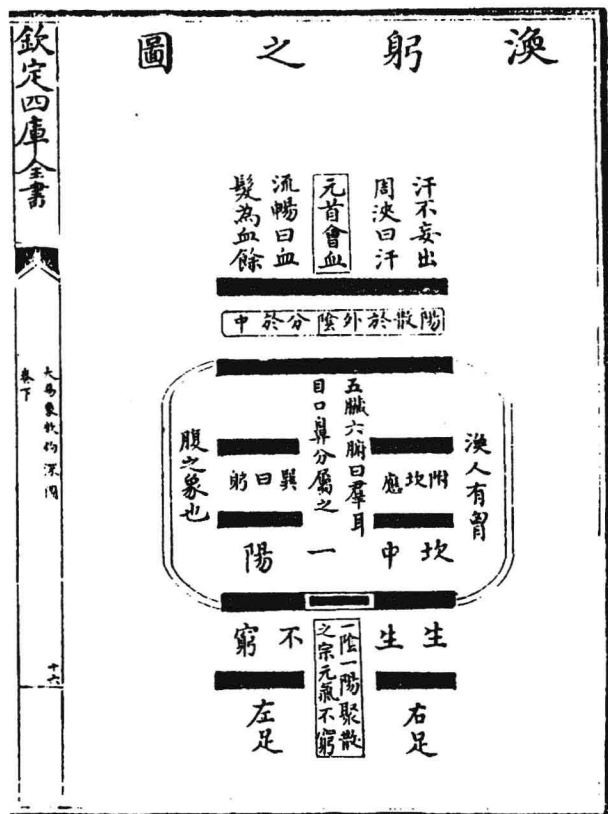 渙躬之圖
汗不妄出
周浹曰汗
元首會血
流暢曰血
髮為血餘
陽散於外陰分於中
渙人有胷
五臟六腑曰羣耳
目口鼻分屬之
附坎應
巽曰躬
腹之象也
坎中一陽
生生不窮
一陰一陽聚散
之宗元氣不窮
右足
左足
欽定四庫全書
大易象數鈎深圖
卷下
十六